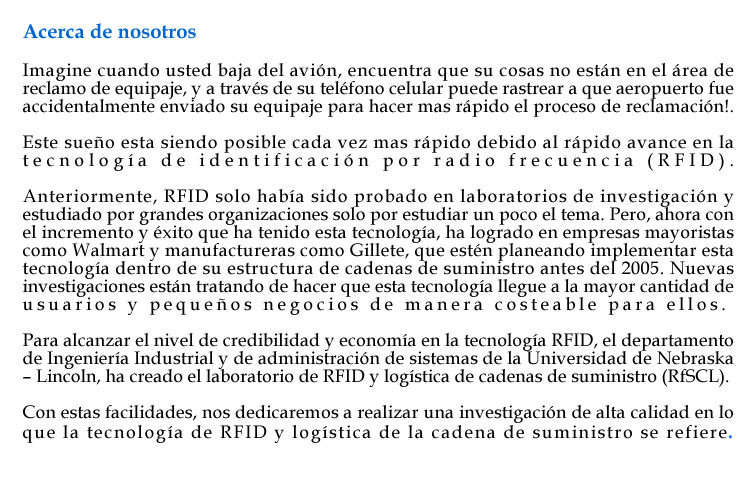 Acerca de nosotros
Imagine cuando usted baja del avión, encuentra que su cosas no están en el área de
reclamo de equipaje, y a través de su teléfono celular puede rastrear a que aeropuerto fue
accidentalmente enviado su equipaje para hacer mas rápido el proceso de reclamación!.
Este sueño esta siendo posible cada vez mas rápido debido al rápido avance en la
tecnología de identificación por radio frecuencia (RFID).
Anteriormente, RFID solo había sido probado en laboratorios de investigación y
estudiado por grandes organizaciones solo por estudiar un poco el tema. Pero, ahora con
el incremento y éxito que ha tenido esta tecnología, ha logrado en empresas mayoristas
como Walmart y manufactureras como Gillete, que estén planeando implementar esta
tecnología dentro de su estructura de cadenas de suministro antes del 2005. Nuevas
investigaciones están tratando de hacer que esta tecnología llegue a la mayor cantidad de
usuarios y pequeños negocios de manera costeable para ellos.
Para alcanzar el nivel de credibilidad y economía en la tecnología RFID, el departamento
de Ingeniería Industrial y de administración de sistemas de la Universidad de Nebraska
– Lincoln, ha creado el laboratorio de RFID y logística de cadenas de suministro (RfSCL).
Con estas facilidades, nos dedicaremos a realizar una investigación de alta calidad en lo
que la tecnología de RFID y logística de la cadena de suministro se refiere.